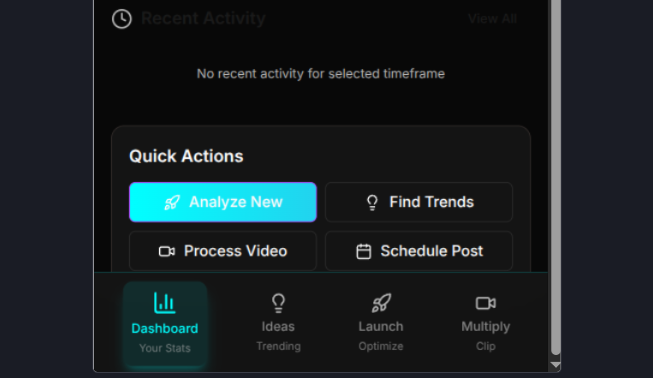 Recent Activity View All
No recent activity for selected timeframe
Quick Actions
Analyze New Find Trends
Process Video Schedule Post
Dashboard Ideas Launch Multiply
Your Stats Trending Optimize Clip